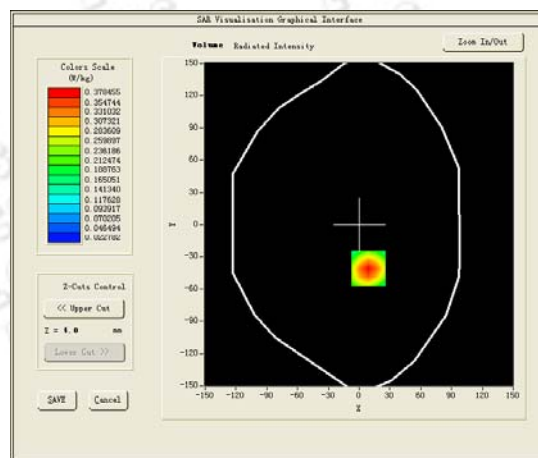 SAR Visualisation Graphical Interface
Volume Radiated Intensity
Zoom In/Out
Colors Scale
(W/kg)
0.378455
0.354744
0.331032
0.307321
0.283609
0.259897
0.236186
0.212474
0.188763
0.165051
0.141340
0.117628
0.093917
0.070205
0.046494
0.022782
Z-Cuts Control
<< Upper Cut
Z = 4.0 mm
Lower Cut >>
SAVE
Cancel
150
120
90
60
30
0
-30
-60
-90
-120
-150
Y
-150 -120 -90 -60 -30 0 30 60 90 120 150
X